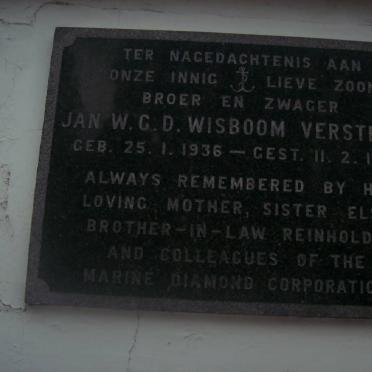 TER NAGEDACHTENIS AAN
ONZE INNIG LIEVE ZOON
BROER EN ZWAGER
JAN W.G.D. WISBOOM
GEB. 25. 1. 1936 — GEST. 11. 2.
ALWAYS REMEMBERED BY
LOVING MOTHER, SISTER
BROTHER-IN-LAW REINHOLD
AND COLLEAGUES OF THE
MARINE DIAMOND CORPORATION